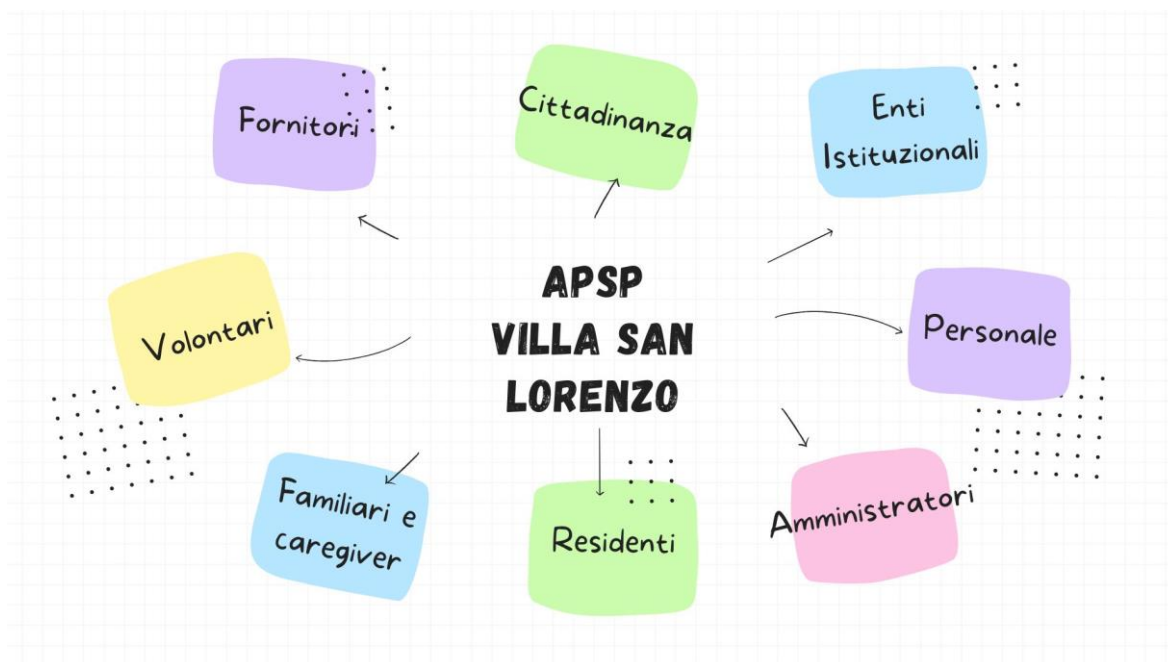 Fornitori
Cittadinanza
Enti
Istituzionali
APSP
VILLA SAN
LORENZO
Volontari
Personale
Familiari e
caregiver
Residenti
Amministratori